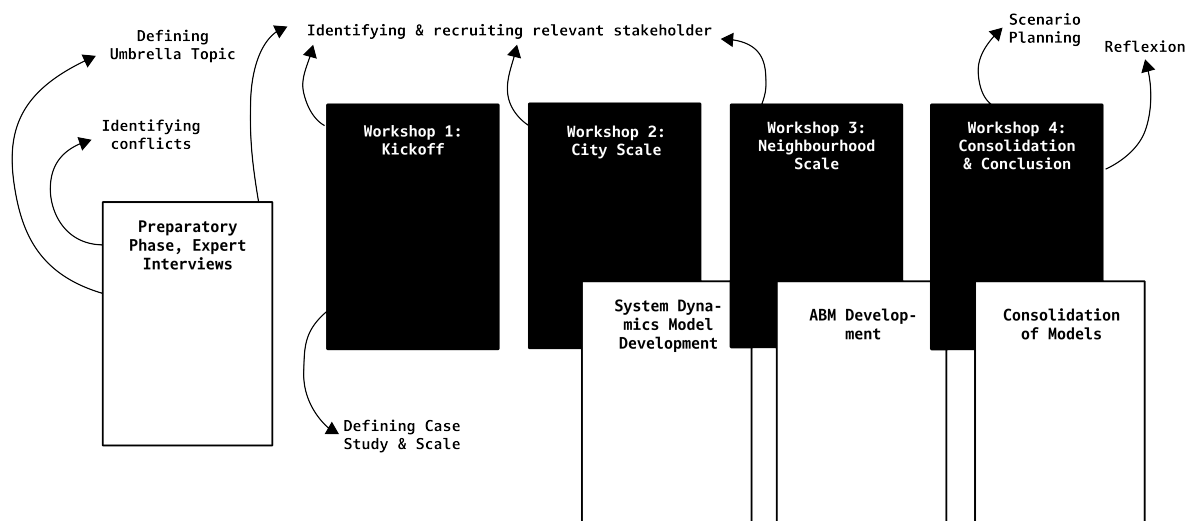 Defining
Umbrella Topic
Identifying
conflicts
Identifying & recruiting relevant stakeholder
Scenario
Planning
Reflexion
Preparatory
Phase, Expert
Interviews
Workshop 1:
Kickoff
Workshop 2:
City Scale
Workshop 3:
Neighbourhood
Scale
Workshop 4:
Consolidation
& Conclusion
System Dyna-
mics Model
Development
ABM Develop-
ment
Consolidation
of Models
Defining Case
Study & Scale